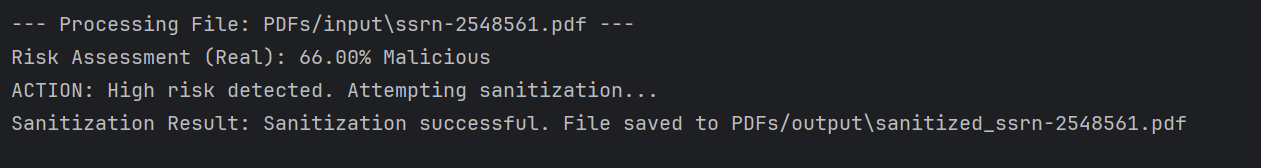 --- Processing File: PDFs/input\ssrn-2548561.pdf ---
Risk Assessment (Real): 66.00% Malicious
ACTION: High risk detected. Attempting sanitization...
Sanitization Result: Sanitization successful. File saved to PDFs/output\sanitized_ssrn-2548561.pdf